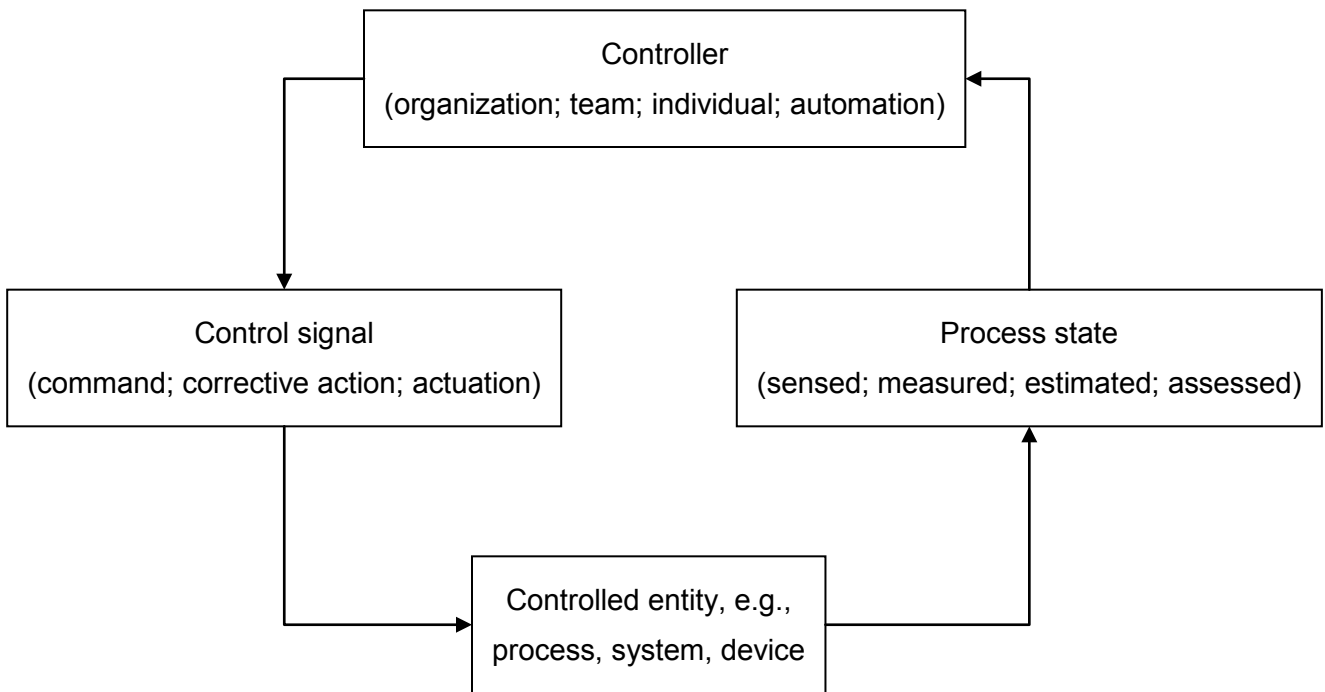 Controller
(organization; team; individual; automation)
Control signal
(command; corrective action; actuation)
Process state
(sensed; measured; estimated; assessed)
Controlled entity, e.g.,
process, system, device